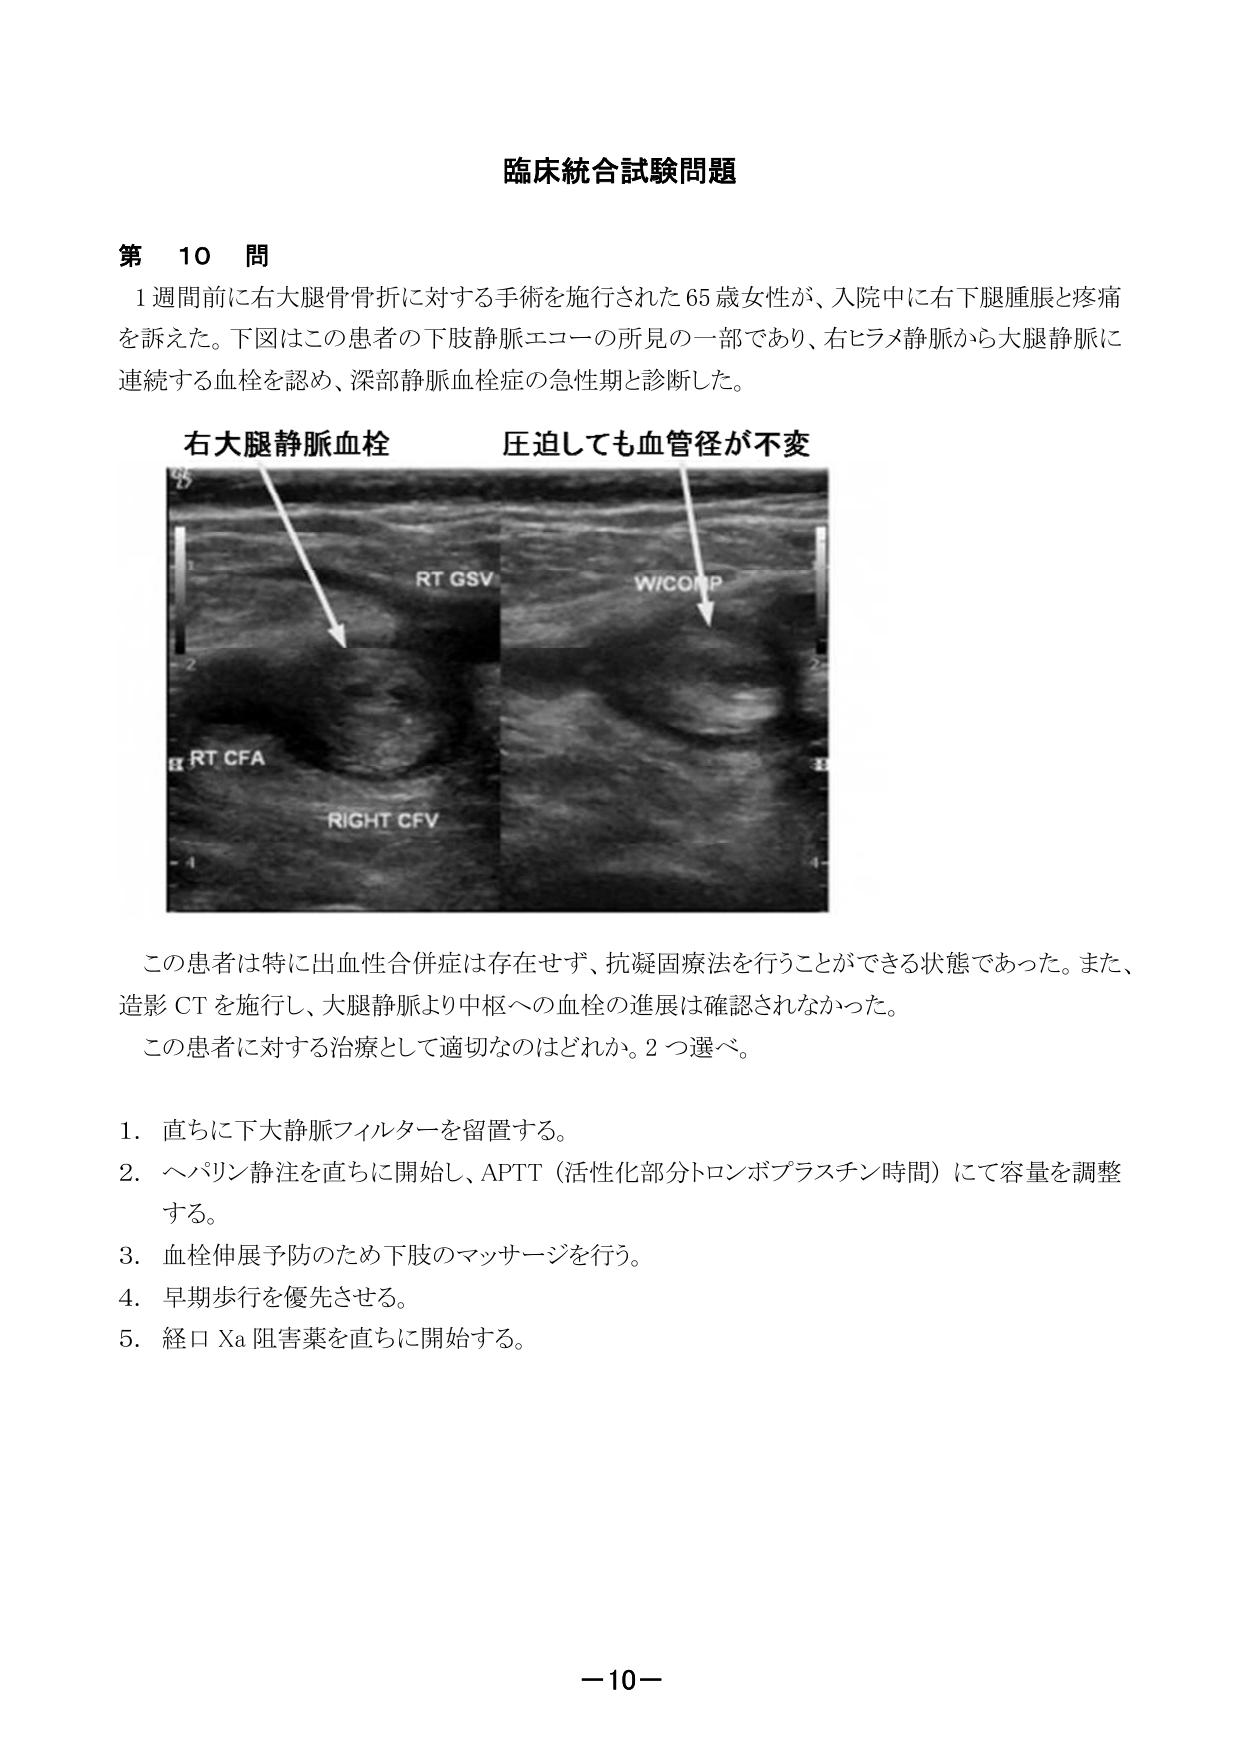 臨床統合試験問題
第 10 問
1週間前に右大腿骨骨折に対する手術を施行された65歳女性が、入院中に右下腿腫脹と疼痛
を訴えた。下図はこの患者の下肢静脈エコーの所見の一部であり、右ヒラメ静脈から大腿静脈に
連続する血栓を認め、深部静脈血栓症の急性期と診断した。
右大腿静脈血栓 圧迫しても血管径が不変
RT GSV W/COMP
1
2 2
RT CFA
RIGHT CFV
4 4
この患者は特に出血性合併症は存在せず、抗凝固療法を行うことができる状態であった。また、
造影 CT を施行し、大腿静脈より中枢への血栓の進展は確認されなかった。
この患者に対する治療として適切なのはどれか。2 つ選べ。
1. 直ちに下大静脈フィルターを留置する。
2. ヘパリン静注を直ちに開始し、APTT（活性化部分トロンボプラスチン時間）にて容量を調整
する。
3. 血栓伸展予防のため下肢のマッサージを行う。
4. 早期歩行を優先させる。
5. 経口 Xa 阻害薬を直ちに開始する。
－10－